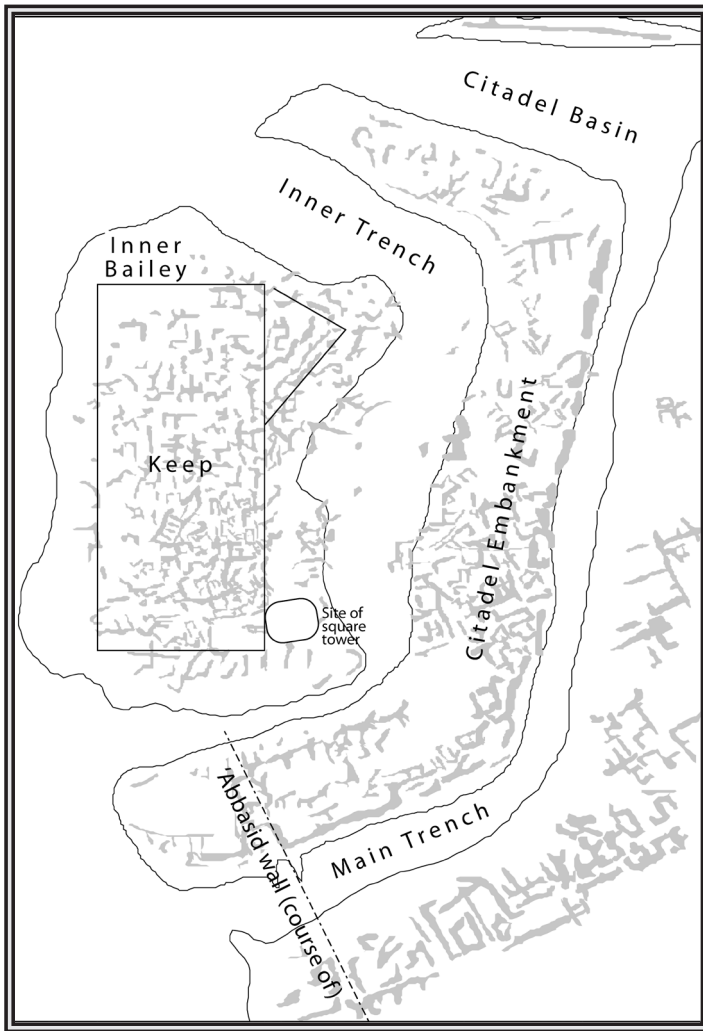 Citadel Basin
Inner Trench
Inner
Bailey
Keep
Citadel Embankment
Site of
square
tower
Main Trench
‘Abbasid wall (course of)